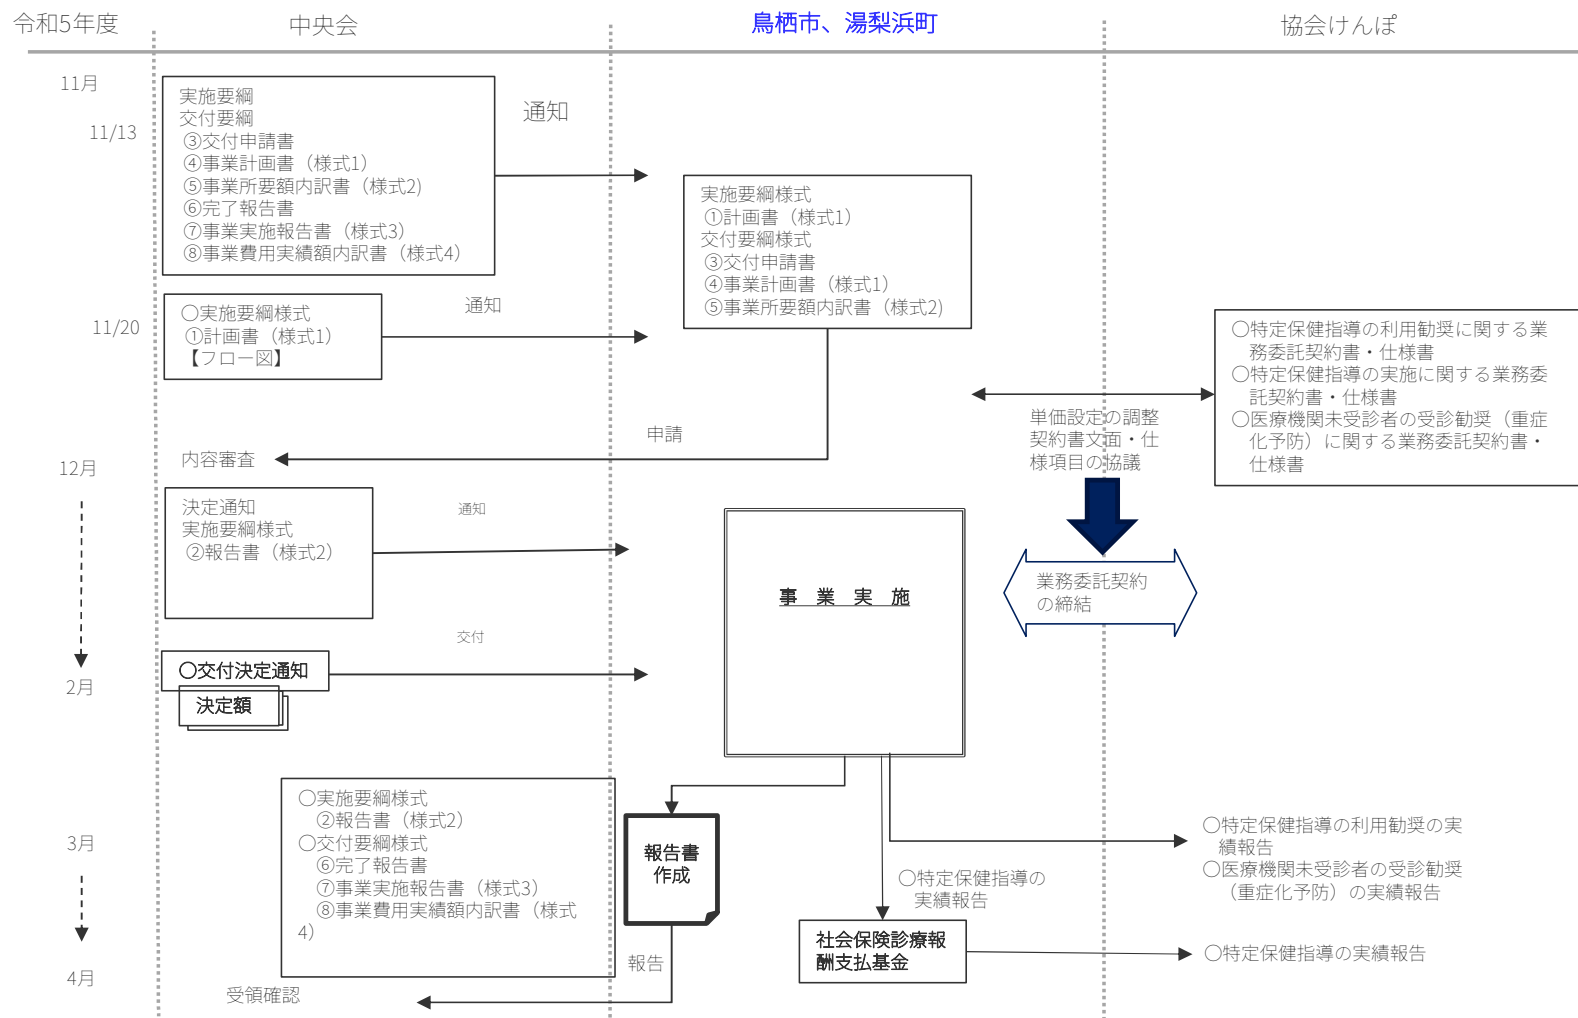 令和5年度
中央会
鳥栖市、湯梨浜町
協会けんぽ
11月
11/13
実施要綱
交付要綱
③交付申請書
④事業計画書（様式1）
⑤事業所要額内訳書（様式2)
⑥完了報告書
⑦事業実施報告書（様式3）
⑧事業費用実績額内訳書（様式4）
通知
実施要綱様式
①計画書（様式1）
交付要綱様式
③交付申請書
④事業計画書（様式1）
⑤事業所要額内訳書（様式2)
11/20
〇実施要綱様式
①計画書（様式1）
【フロー図】
通知
〇特定保健指導の利用勧奨に関する業
務委託契約書・仕様書
〇特定保健指導の実施に関する業務委
託契約書・仕様書
〇医療機関未受診者の受診勧奨（重症
化予防）に関する業務委託契約書・
仕様書
単価設定の調整
契約書文面・仕
様項目の協議
申請
内容審査
12月
決定通知
実施要綱様式
②報告書（様式2）
通知
事　業　実　施
業務委託契約
の締結
交付
〇交付決定通知
決定額
2月
〇実施要綱様式
②報告書（様式2）
〇交付要綱様式
⑥完了報告書
⑦事業実施報告書（様式3）
⑧事業費用実績額内訳書（様式
4）
3月
報告書
作成
〇特定保健指導の
実績報告
〇特定保健指導の利用勧奨の実
績報告
〇医療機関未受診者の受診勧奨
（重症化予防）の実績報告
社会保険診療報
酬支払基金
〇特定保健指導の実績報告
4月
報告
受領確認